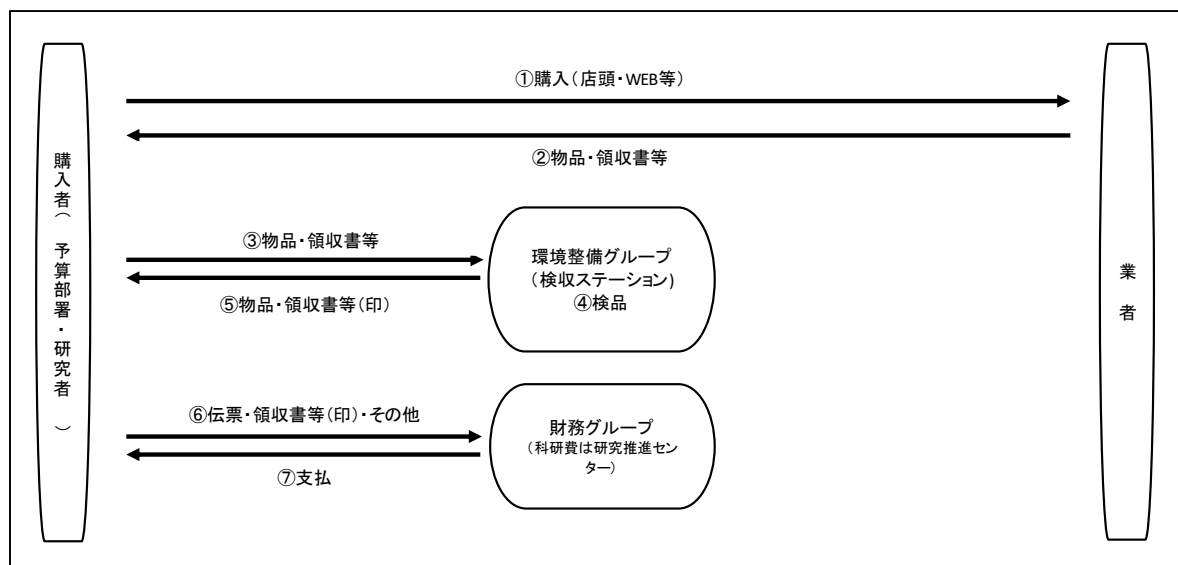 ①購入（店頭・WEB等）
②物品・領収書等
購入者（　予算部署・研究者　）
③物品・領収書等
環境整備グループ
（検収ステーション）
④検品
⑤物品・領収書等（印）
業　者
⑥伝票・領収書等（印）・その他
財務グループ
（科研費は研究推進セン
ター）
⑦支払